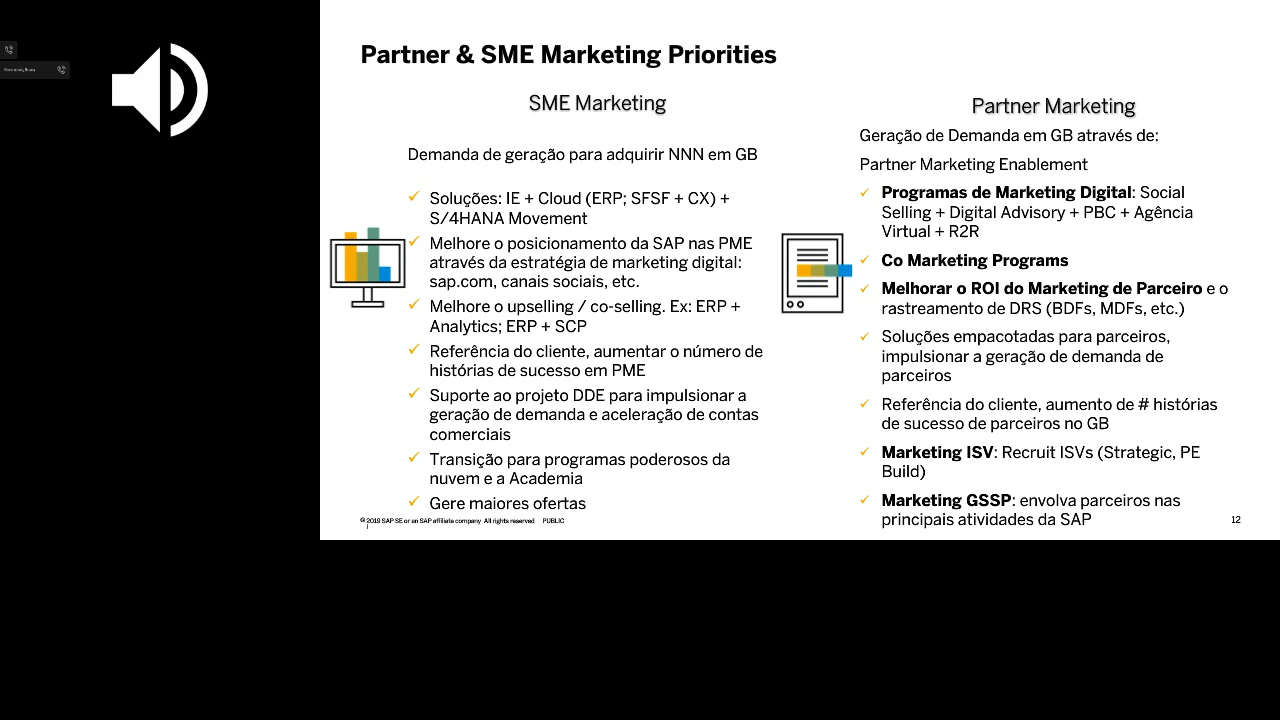 Partner & SME Marketing Priorities
SME Marketing
Demanda de geração para adquirir NNN em GB
Soluções: IE + Cloud (ERP; SFSF + CX) +
S/4HANA Movement
Melhore o posicionamento da SAP nas PME
através da estratégia de marketing digital:
sap.com, canais sociais, etc.
Melhore o upselling / co-selling. Ex: ERP +
Analytics; ERP + SCP
Referência do cliente, aumentar o número de
histórias de sucesso em PME
Suporte ao projeto DDE para impulsionar a
geração de demanda e aceleração de contas
comerciais
Transição para programas poderosos da
nuvem e a Academia
Gere maiores ofertas
Partner Marketing
Geração de Demanda em GB através de:
Partner Marketing Enablement
Programas de Marketing Digital: Social
Selling + Digital Advisory + PBC + Agência
Virtual + R2R
Co Marketing Programs
Melhorar o ROI do Marketing de Parceiro e o
rastreamento de DRS (BDFs, MDFs, etc.)
Soluções empacotadas para parceiros,
impulsionar a geração de demanda de
parceiros
Referência do cliente, aumento de # histórias
de sucesso de parceiros no GB
Marketing ISV: Recruit ISVs (Strategic, PE
Build)
Marketing GSSP: envolva parceiros nas
principais atividades da SAP
© 2019 SAP SE or an SAP affiliate company All rights reserved PUBLIC
|
12